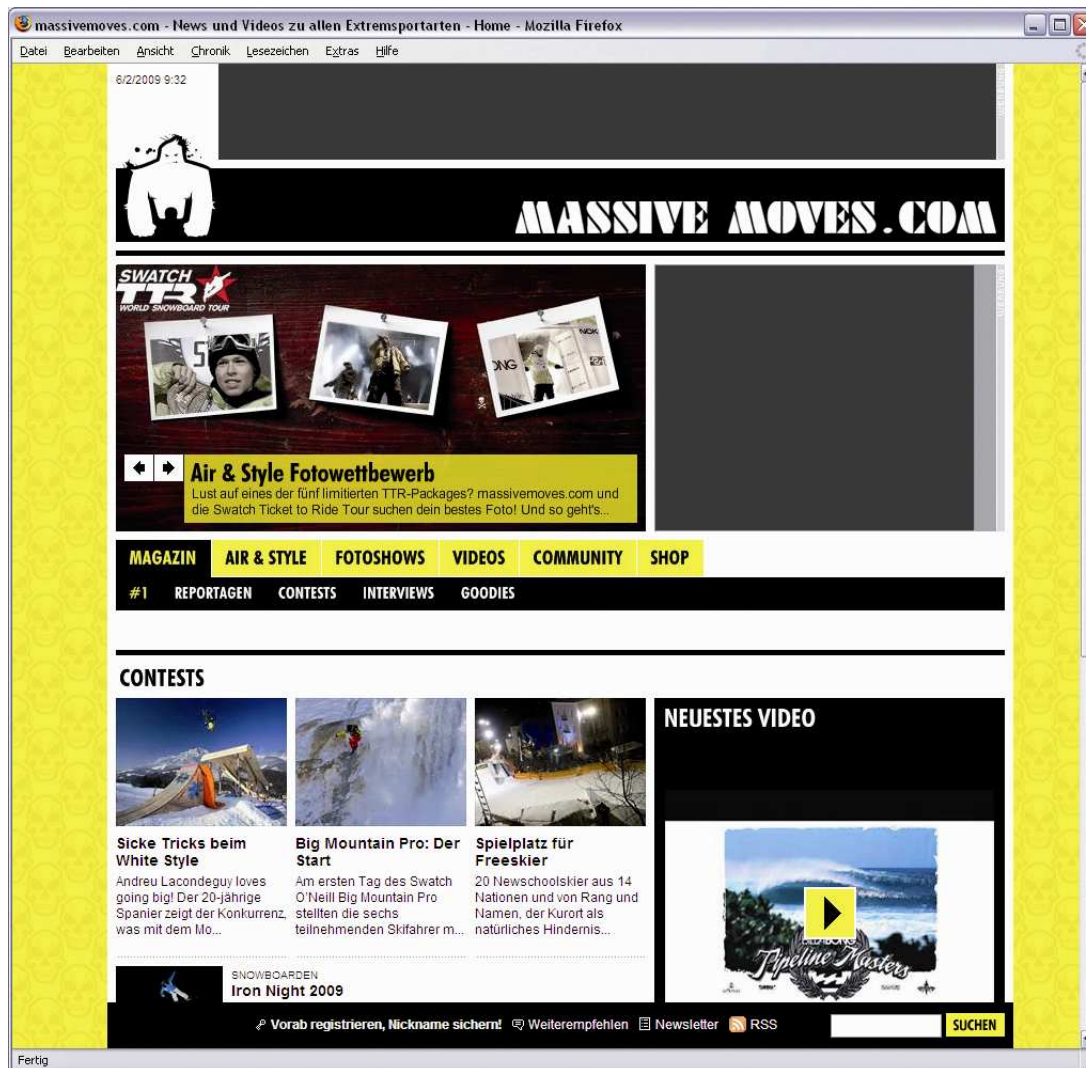 massivemoves.com - News und Videos zu allen Extremsportarten - Home - Mozilla Firefox
Datei Bearbeiten Ansicht Chronik Lesezeichen Extras Hilfe
6/2/2009 9:32
MASSIVE MOVES.COM
SWATCH
TTR
WORLD SNOWBOARD TOUR
Air & Style Fotowettbewerb
Lust auf eines der fünf limitierten TTR-Packages? massivemoves.com und
die Swatch Ticket to Ride Tour suchen dein bestes Foto! Und so geht's...
MAGAZIN AIR & STYLE FOTOSHOWS VIDEOS COMMUNITY SHOP
#1 REPORTAGEN CONTESTS INTERVIEWS GOODIES
CONTESTS
NEUESTES VIDEO
Sicke Tricks beim
White Style
Andreu Lacondeguy loves
going big! Der 20-jährige
Spanier zeigt der Konkurrenz,
was mit dem Mo...
Big Mountain Pro: Der
Start
Am ersten Tag des Swatch
O'Neill Big Mountain Pro
stellten die sechs
teilnehmenden Skifahrer m...
Spielplatz für
Freeskier
20 Newschoolskier aus 14
Nationen und von Rang und
Namen, der Kurort als
natürliches Hindernis...
BILLABONG
Pipeline Masters
SNOWBOARDEN
Iron Night 2009
Vorab registrieren, Nickname sichern! Weiterempfehlen Newsletter RSS SUCHEN
Fertig